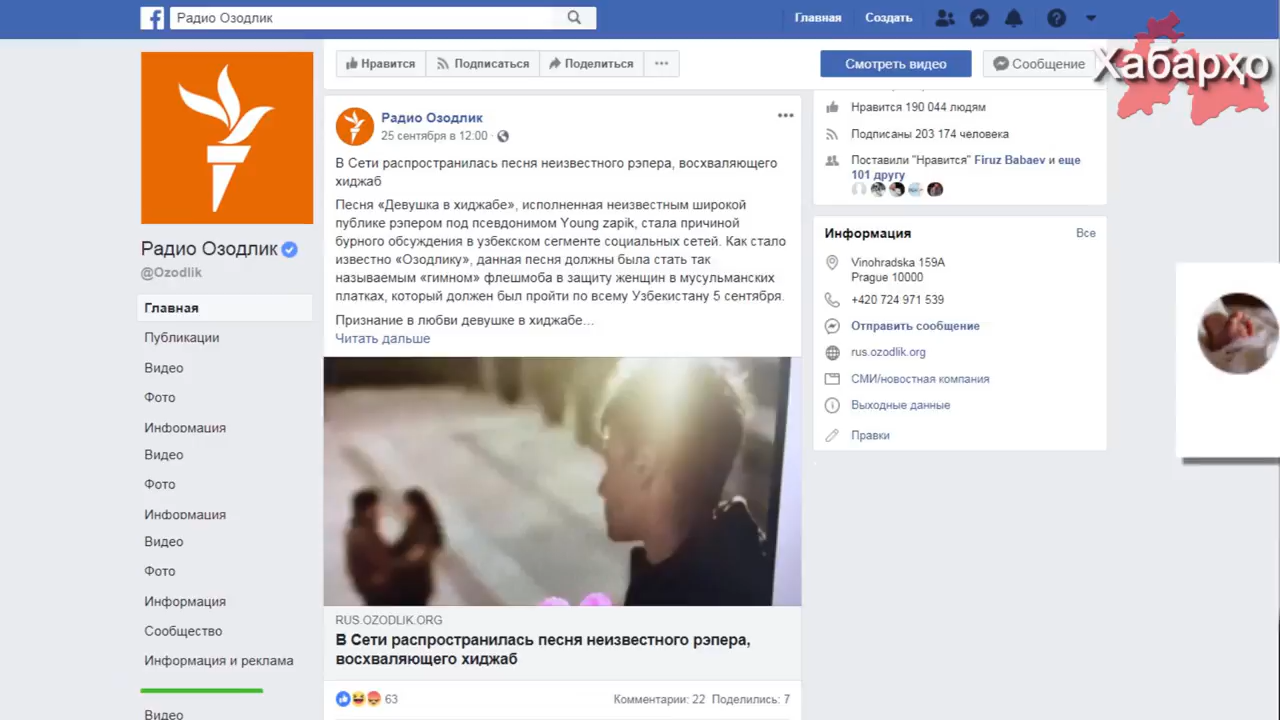 Радио Озодлик
Главная
Создать
Хабарҳо
Нравится
Подписаться
Поделиться
Смотреть видео
Сообщение
Радио Озодлик
@Ozodlik
Главная
Публикации
Видео
Фото
Информация
Видео
Фото
Информация
Видео
Фото
Информация
Сообщество
Информация и реклама
Видео
Радио Озодлик
25 сентября в 12:00
В Сети распространилась песня неизвестного рэпера, восхваляющего
хиджаб
Песня «Девушка в хиджабе», исполненная неизвестным широкой
публике рэпером под псевдонимом Young zapik, стала причиной
бурного обсуждения в узбекском сегменте социальных сетей. Как стало
известно «Озодлику», данная песня должны была стать так
называемым «гимном» флешмоба в защиту женщин в мусульманских
платках, который должен был пройти по всему Узбекистану 5 сентября.
Признание в любви девушке в хиджабе...
Читать дальше
RUS.OZODLIK.ORG
В Сети распространилась песня неизвестного рэпера,
восхваляющего хиджаб
63
Комментарии: 22 Поделились: 7
Нравится 190 044 людям
Подписаны 203 174 человека
Поставили "Нравится" Firuz Babaev и еще
101 другу
Информация
Все
Vinohradska 159A
Prague 10000
+420 724 971 539
Отправить сообщение
rus.ozodlik.org
СМИ/новостная компания
Выходные данные
Правки